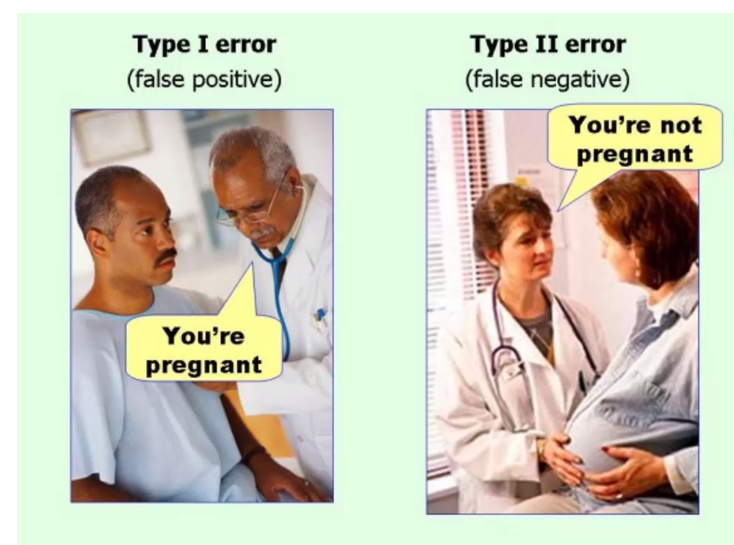 Type I error
(false positive)
You're
pregnant
Type II error
(false negative)
You're not
pregnant